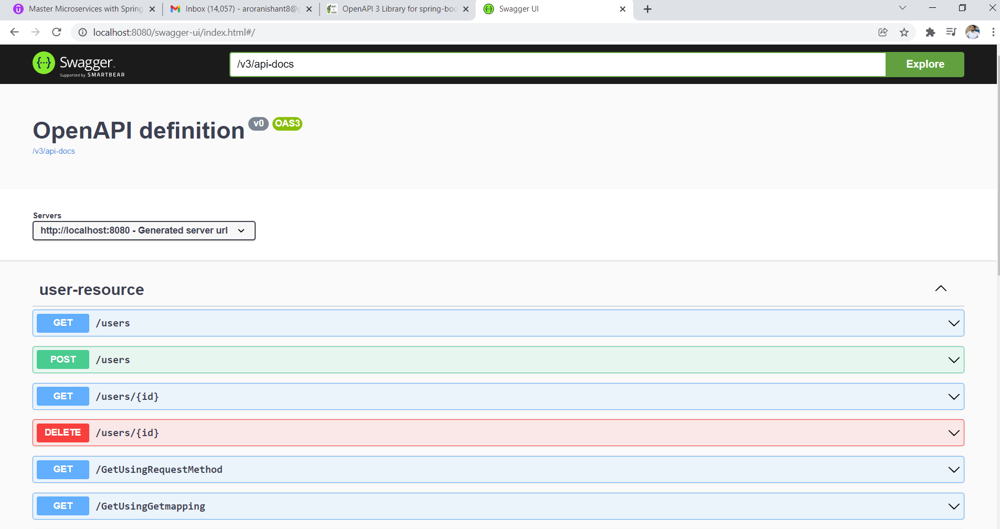 Master Microservices with Spring
Inbox (14,057) - aroranishant8@g
OpenAPI 3 Library for spring-boo
Swagger UI
localhost:8080/swagger-ui/index.html#/
Swagger
Supported by SMARTBEAR
/v3/api-docs
Explore
OpenAPI definition v0 OAS3
/v3/api-docs
Servers
http://localhost:8080 - Generated server url
user-resource
GET /users
POST /users
GET /users/{id}
DELETE /users/{id}
GET /GetUsingRequestMethod
GET /GetUsingGetmapping